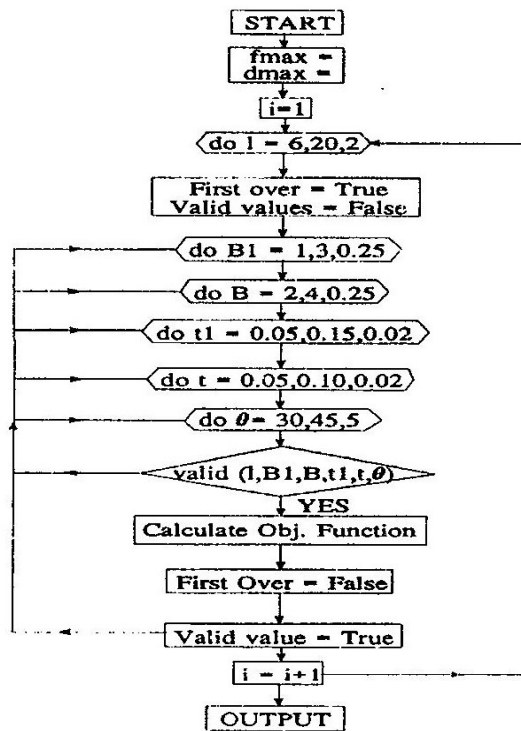 START
fmax =
dmax =
i=1
do l = 6,20,2
First over = True
Valid values = False
do B1 = 1,3,0.25
do B = 2,4,0.25
do t1 = 0.05,0.15,0.02
do t = 0.05,0.10,0.02
do θ= 30,45,5
valid (l,B1,B,t1,t,θ)
YES
Calculate Obj. Function
First Over = False
Valid value = True
i = i+1
OUTPUT